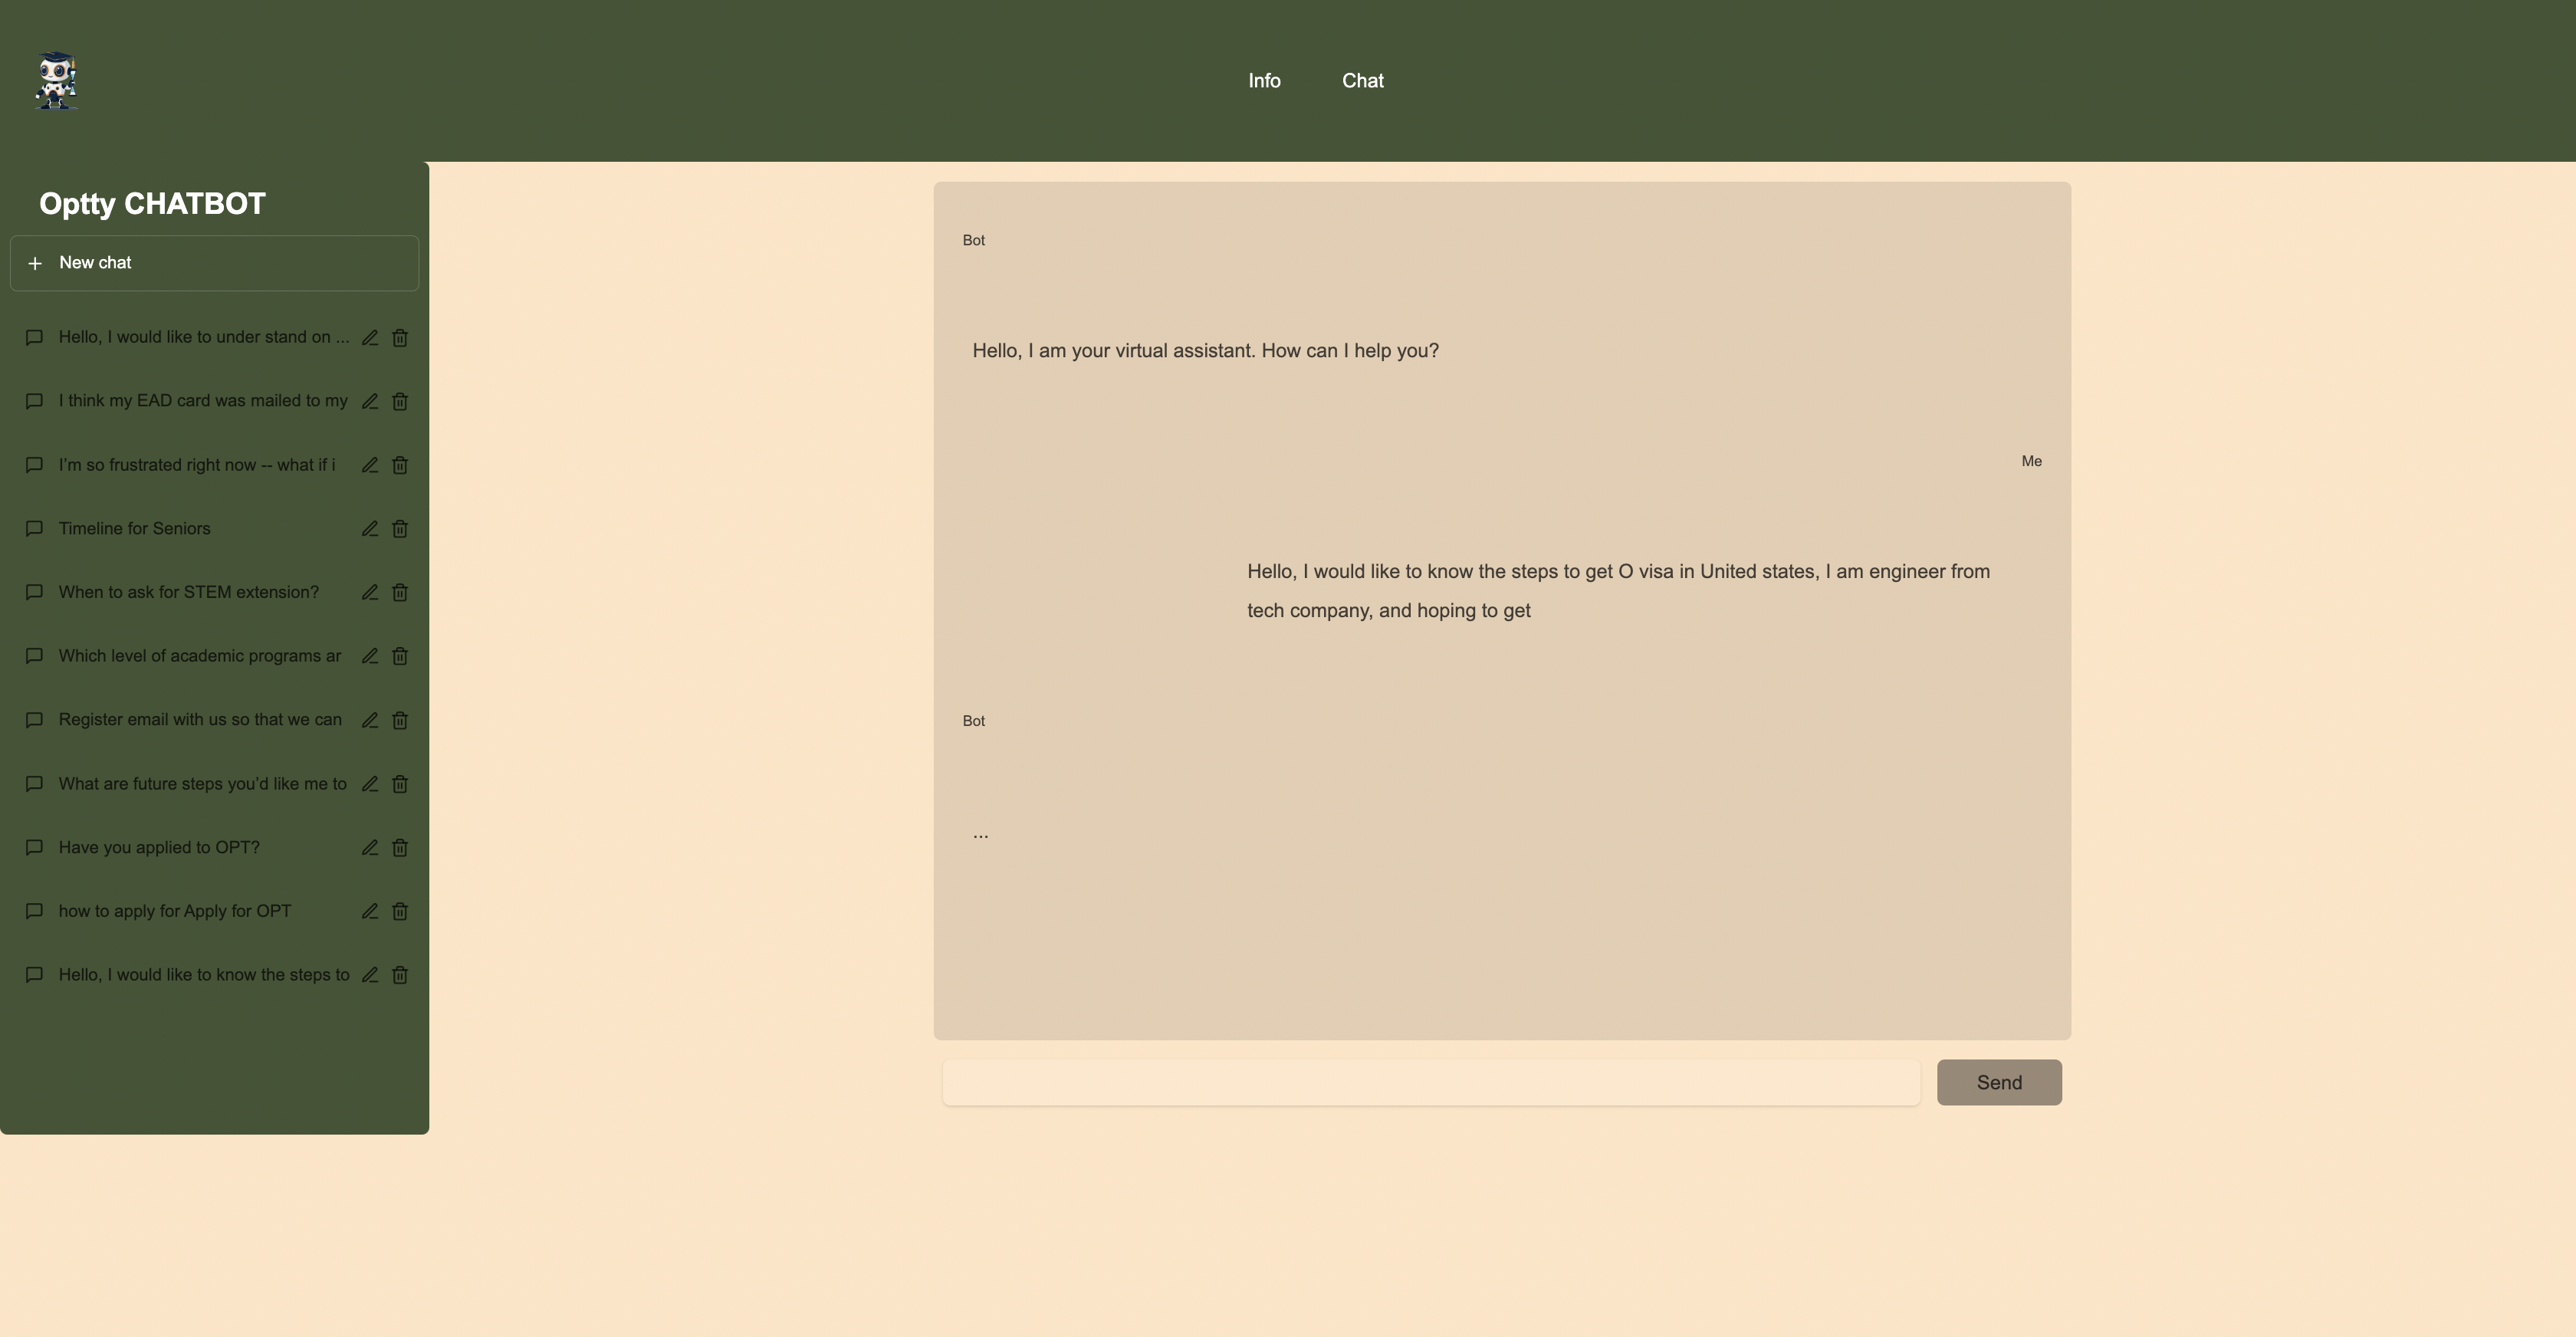 Info
Chat
Optty CHATBOT
New chat
Hello, I would like to under stand on ...
I think my EAD card was mailed to my
I'm so frustrated right now -- what if i
Timeline for Seniors
When to ask for STEM extension?
Which level of academic programs ar
Register email with us so that we can
What are future steps you'd like me to
Have you applied to OPT?
how to apply for Apply for OPT
Hello, I would like to know the steps to
Bot
Hello, I am your virtual assistant. How can I help you?
Me
Hello, I would like to know the steps to get O visa in United states, I am engineer from
tech company, and hoping to get
Bot
...
Send